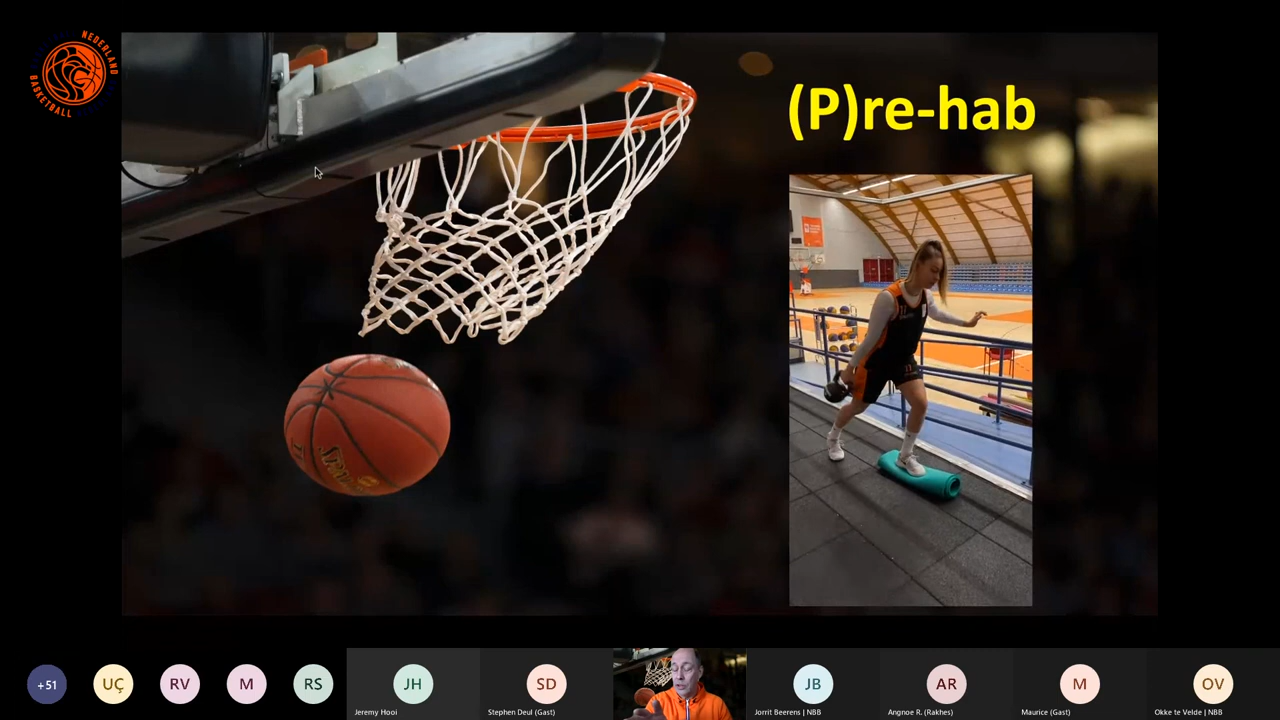 NEDERLAND
BASKETBALL
(P)re-hab
SPALDING
+51
UÇ
RV
M
RS
JH
SD
JB
AR
M
OV
Jeremy Hooi
Stephen Deul (Gast)
Jorrit Beerens | NBB
Angnoe R. (Rakhes)
Maurice (Gast)
Okke te Velde | NBB